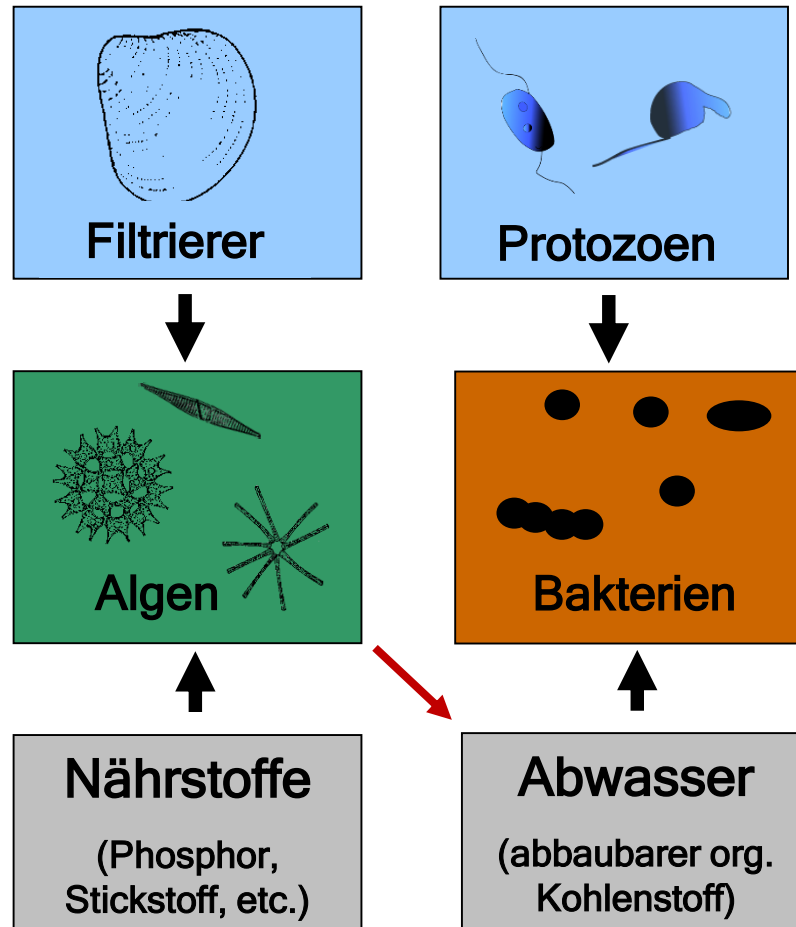 Filtrierer
Protozoen
Algen
Bakterien
Nährstoffe
(Phosphor,
Stickstoff, etc.)
Abwasser
(abbaubarer org.
Kohlenstoff)